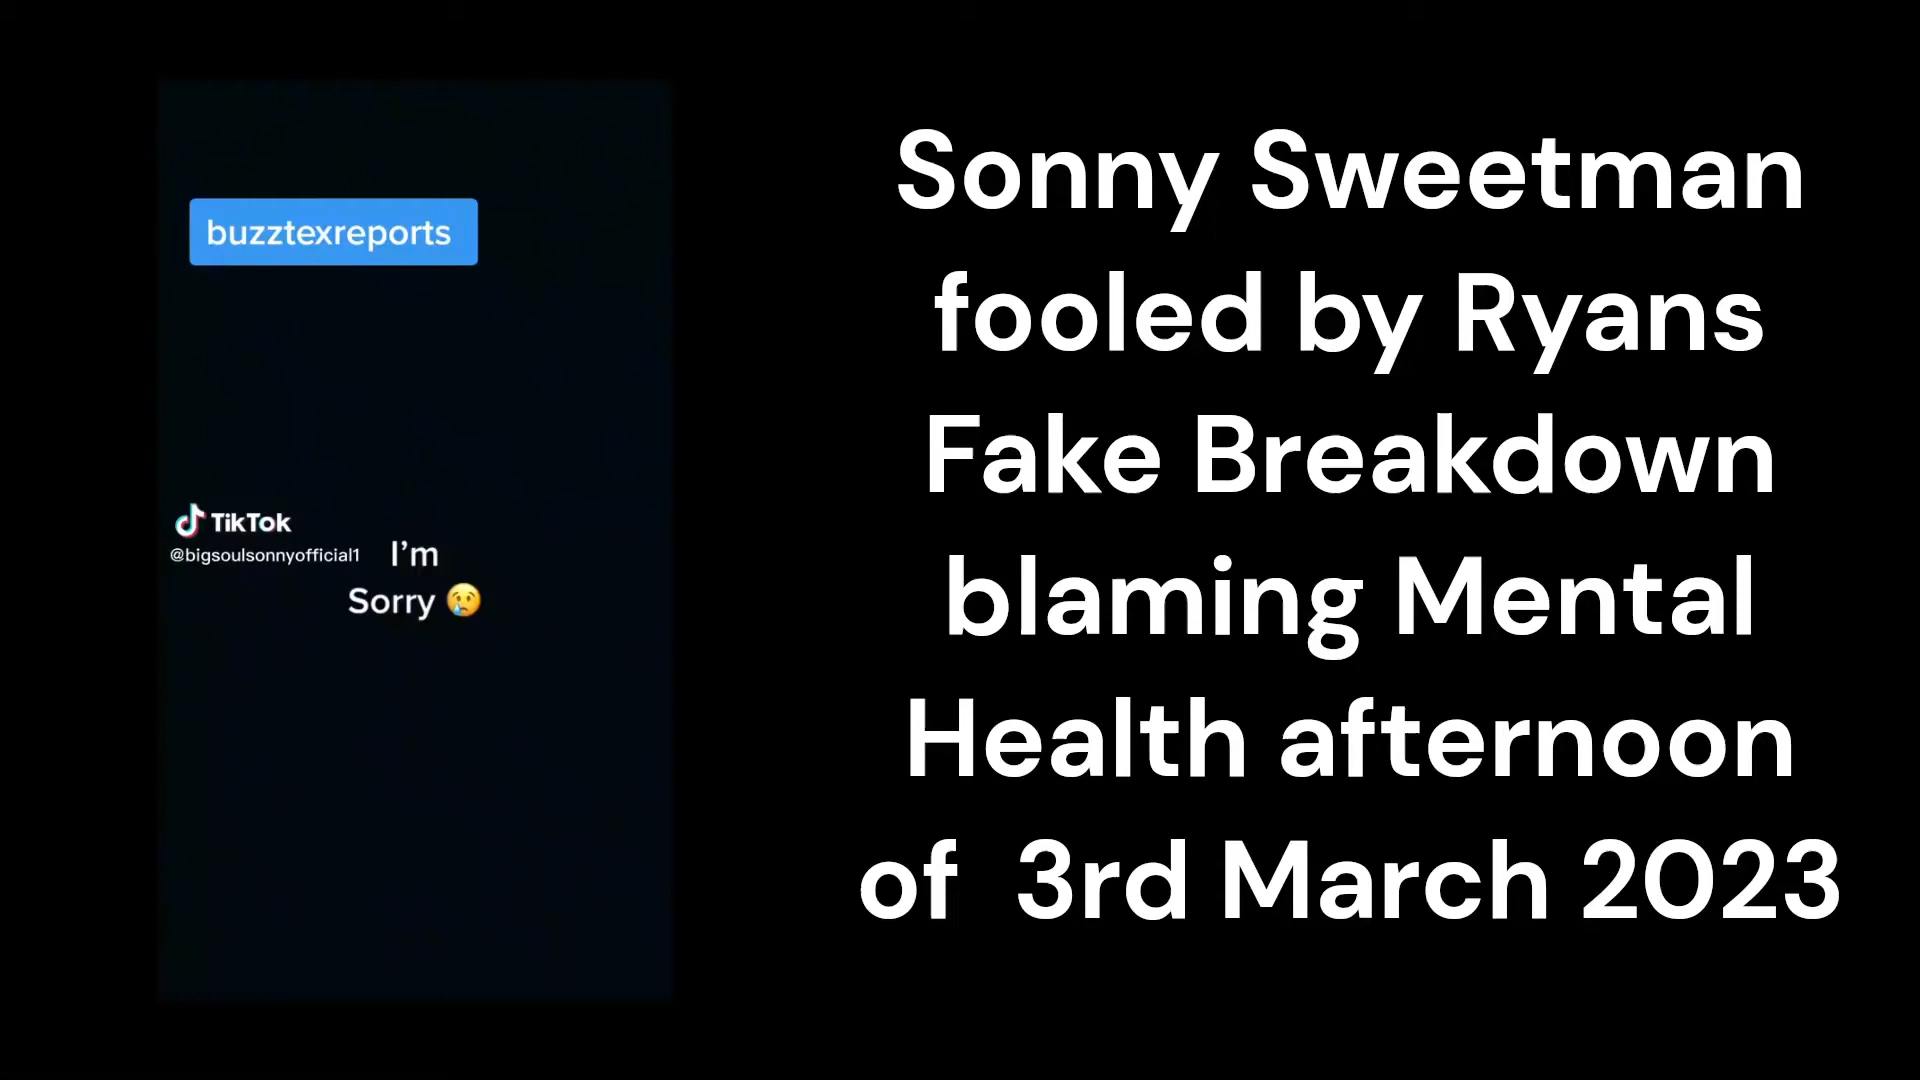 buzztexreports
TikTok
@bigsoulsonnyofficial1
I'm
Sorry 😢
Sonny Sweetman
fooled by Ryans
Fake Breakdown
blaming Mental
Health afternoon
of 3rd March 2023